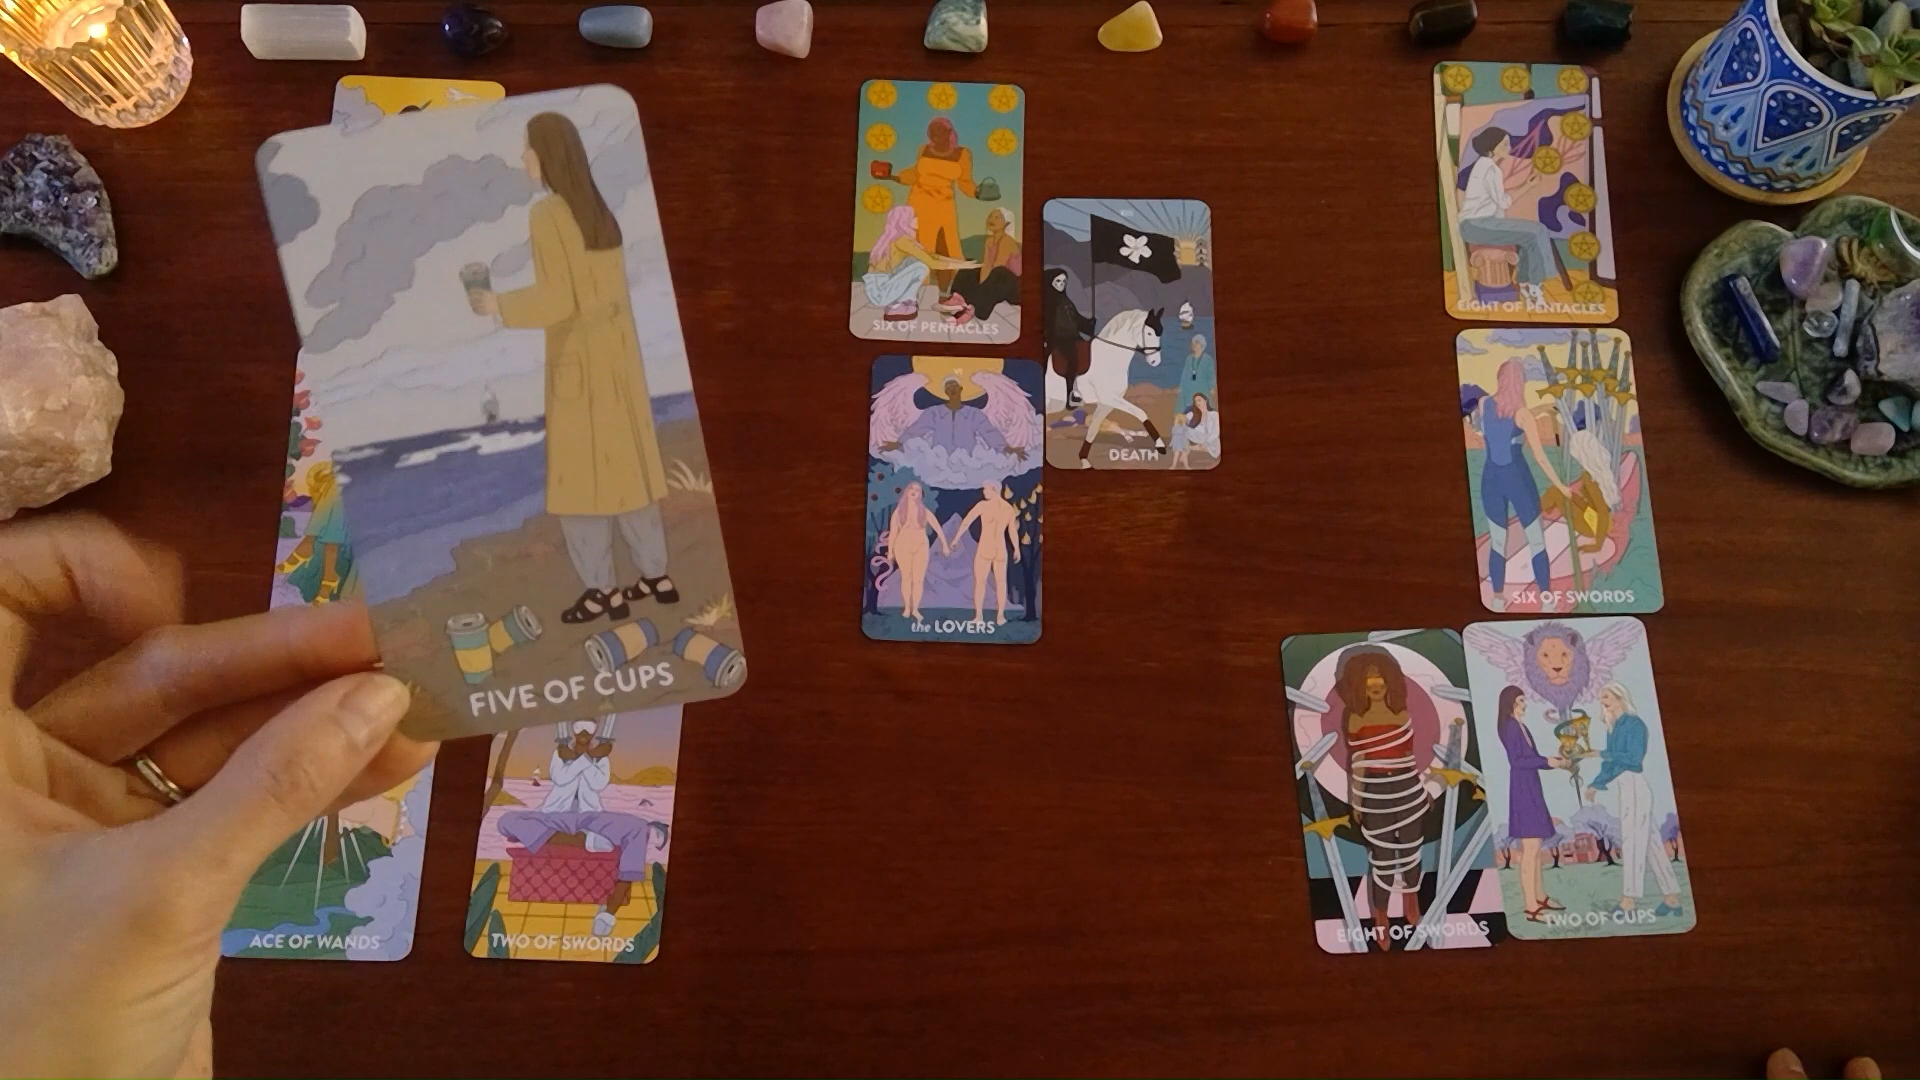 FIVE OF CUPS
ACE OF WANDS
TWO OF SWORDS
SIX OF PENTACLES
VI
the LOVERS
DEATH
EIGHT OF PENTACLES
SIX OF SWORDS
EIGHT OF SWORDS
TWO OF CUPS